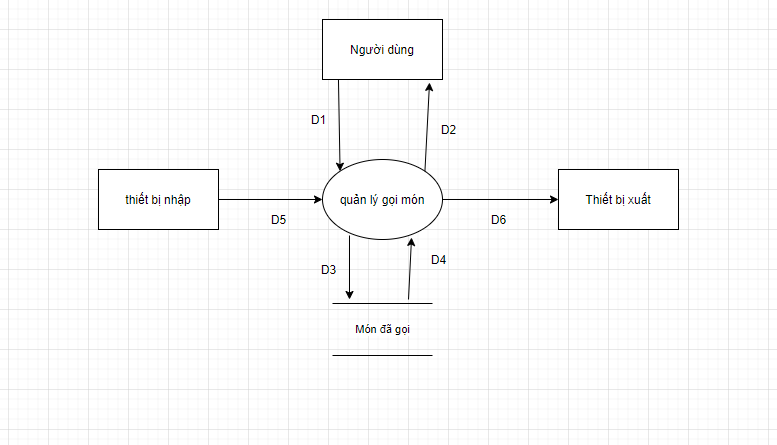 Người dùng
D1
D2
thiết bị nhập
quản lý gọi món
Thiết bị xuất
D5
D6
D3
D4
Món đã gọi